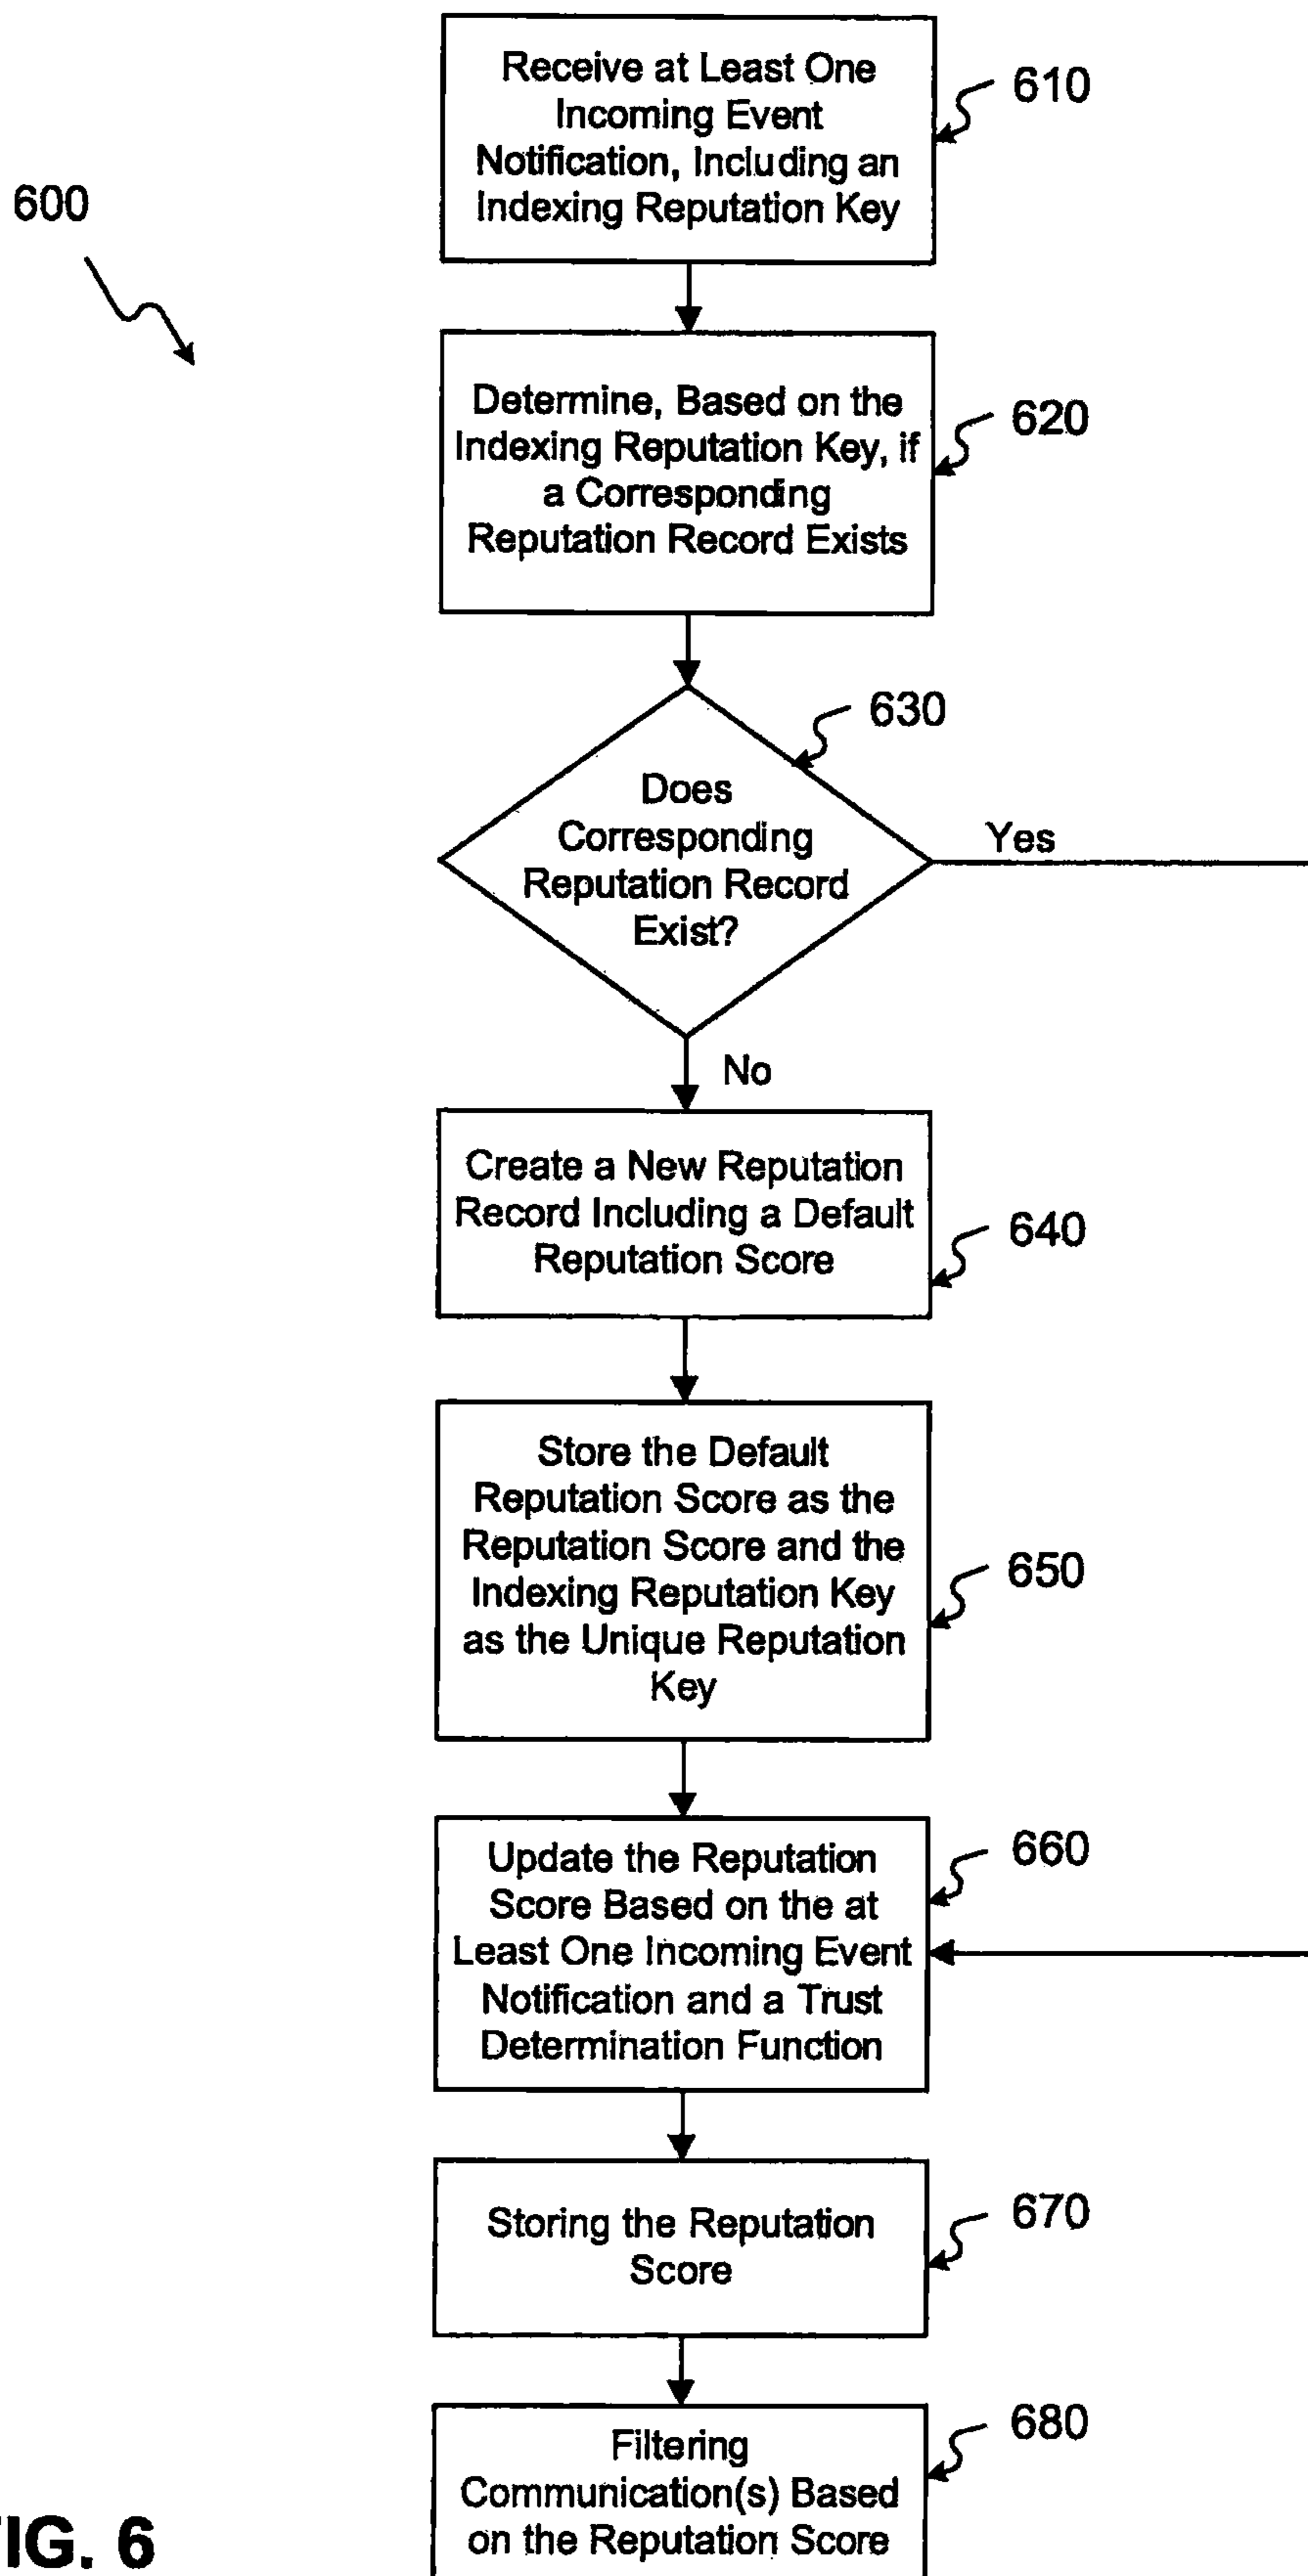 Receive at Least One
Incoming Event
Notification, Including an
Indexing Reputation Key
610
600
Determine, Based on the
Indexing Reputation Key, if
a Corresponding
Reputation Record Exists
620
630
Does
Corresponding
Reputation Record
Exist?
Yes
No
Create a New Reputation
Record Including a Default
Reputation Score
640
Store the Default
Reputation Score as the
Reputation Score and the
Indexing Reputation Key
as the Unique Reputation
Key
650
Update the Reputation
Score Based on the at
Least One Incoming Event
Notification and a Trust
Determination Function
660
Storing the Reputation
Score
670
Filtering
Communication(s) Based
on the Reputation Score
680
FIG. 6